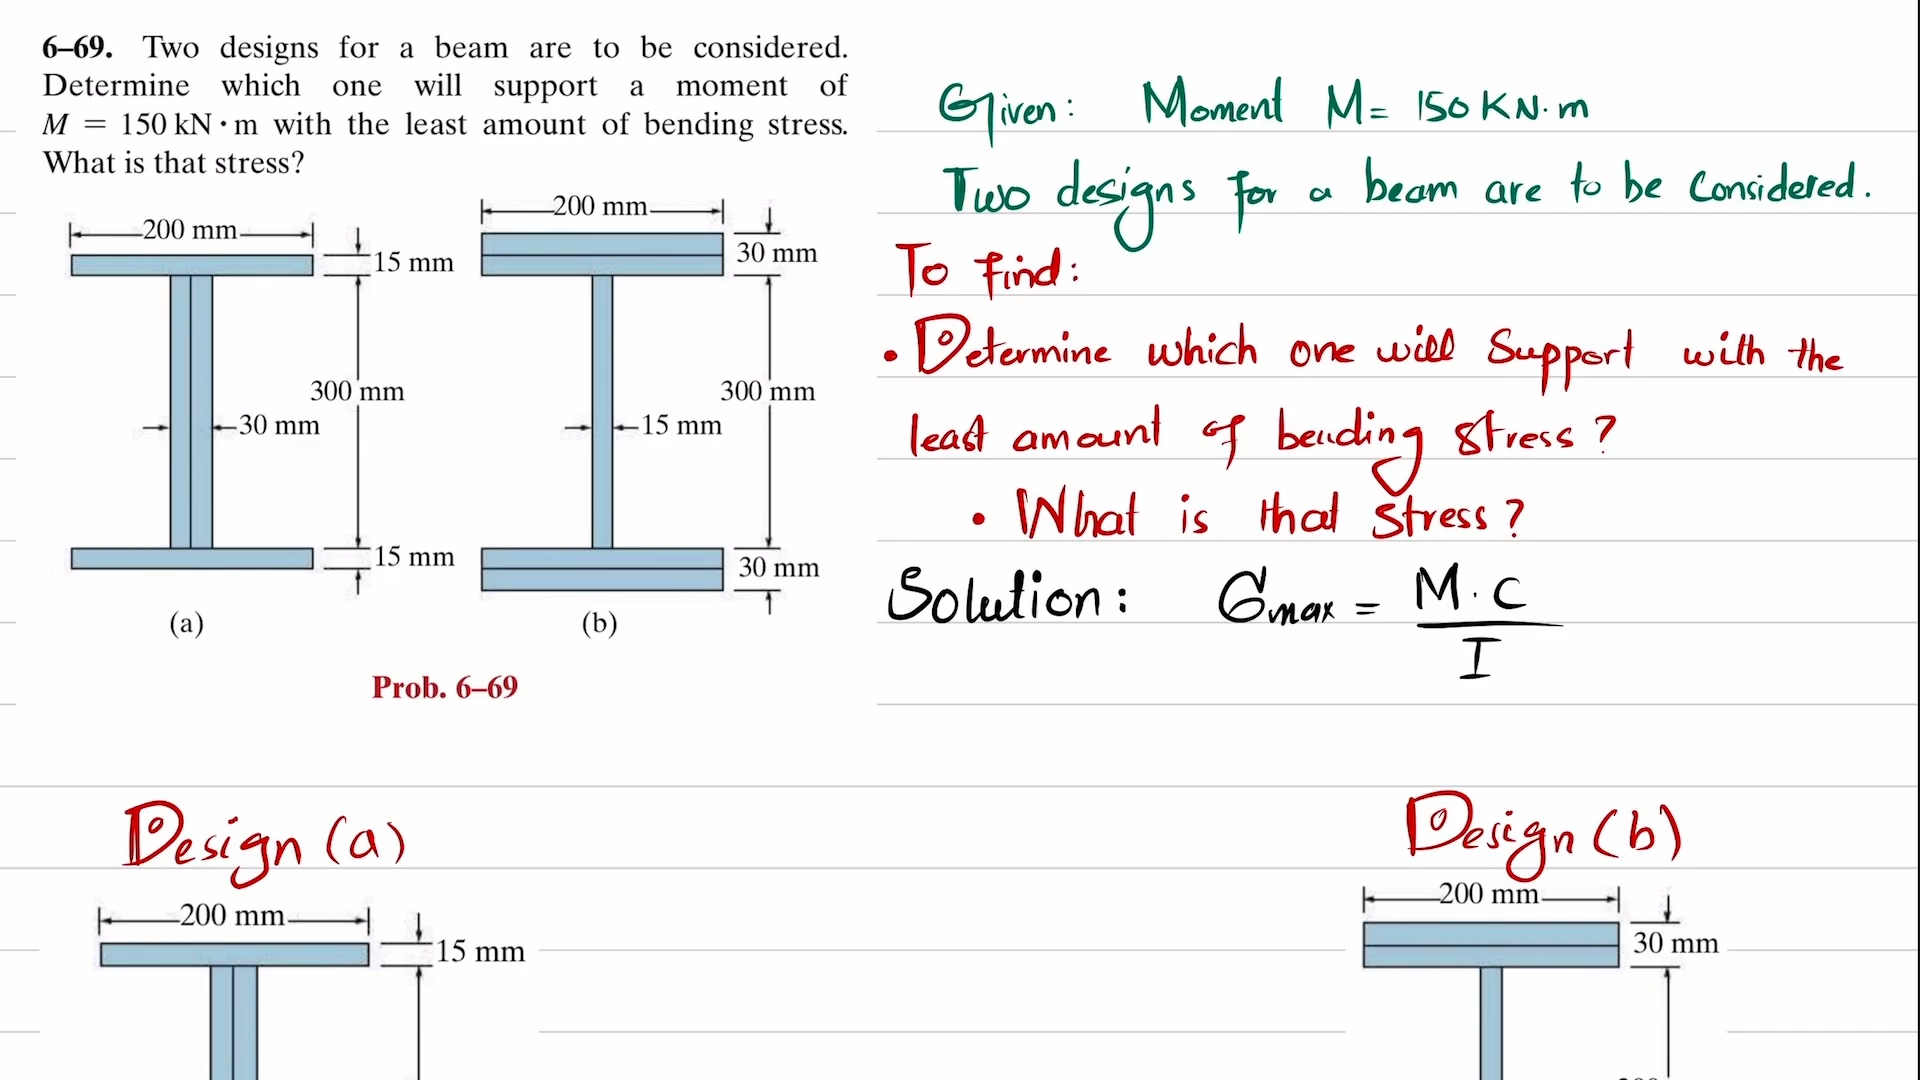 6–69. Two designs for a beam are to be considered.
Determine which one will support a moment of
M = 150 kN · m with the least amount of bending stress.
What is that stress?
200 mm
15 mm
300 mm
30 mm
15 mm
(a)
200 mm
30 mm
300 mm
15 mm
30 mm
(b)
Prob. 6–69
Given: Moment M = 150 KN·m
Two designs for a beam are to be Considered.
To find:
• Determine which one will Support with the
least amount of bending stress?
• What is that stress?
Solution: σmax = M·C
I
Design (a)
200 mm
15 mm
Design (b)
200 mm
30 mm